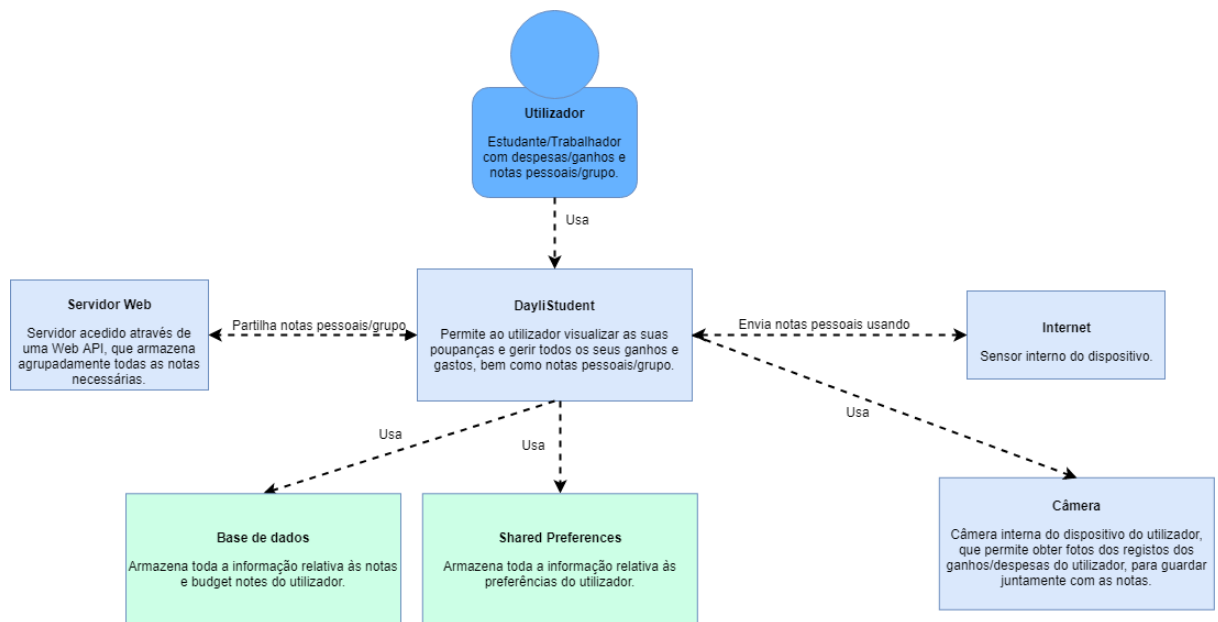 Utilizador
Estudante/Trabalhador
com despesas/ganhos e
notas pessoais/grupo.
Usa
Servidor Web
Servidor acedido através de
uma Web API, que armazena
agrupadamente todas as notas
necessárias.
Partilha notas pessoais/grupo
DayliStudent
Permite ao utilizador visualizar as suas
poupanças e gerir todos os seus ganhos e
gastos, bem como notas pessoais/grupo.
Envia notas pessoais usando
Internet
Sensor interno do dispositivo.
Usa
Usa
Usa
Base de dados
Armazena toda a informação relativa às notas
e budget notes do utilizador.
Shared Preferences
Armazena toda a informação relativa às
preferências do utilizador.
Câmera
Câmera interna do dispositivo do utilizador,
que permite obter fotos dos registos dos
ganhos/despesas do utilizador, para guardar
juntamente com as notas.